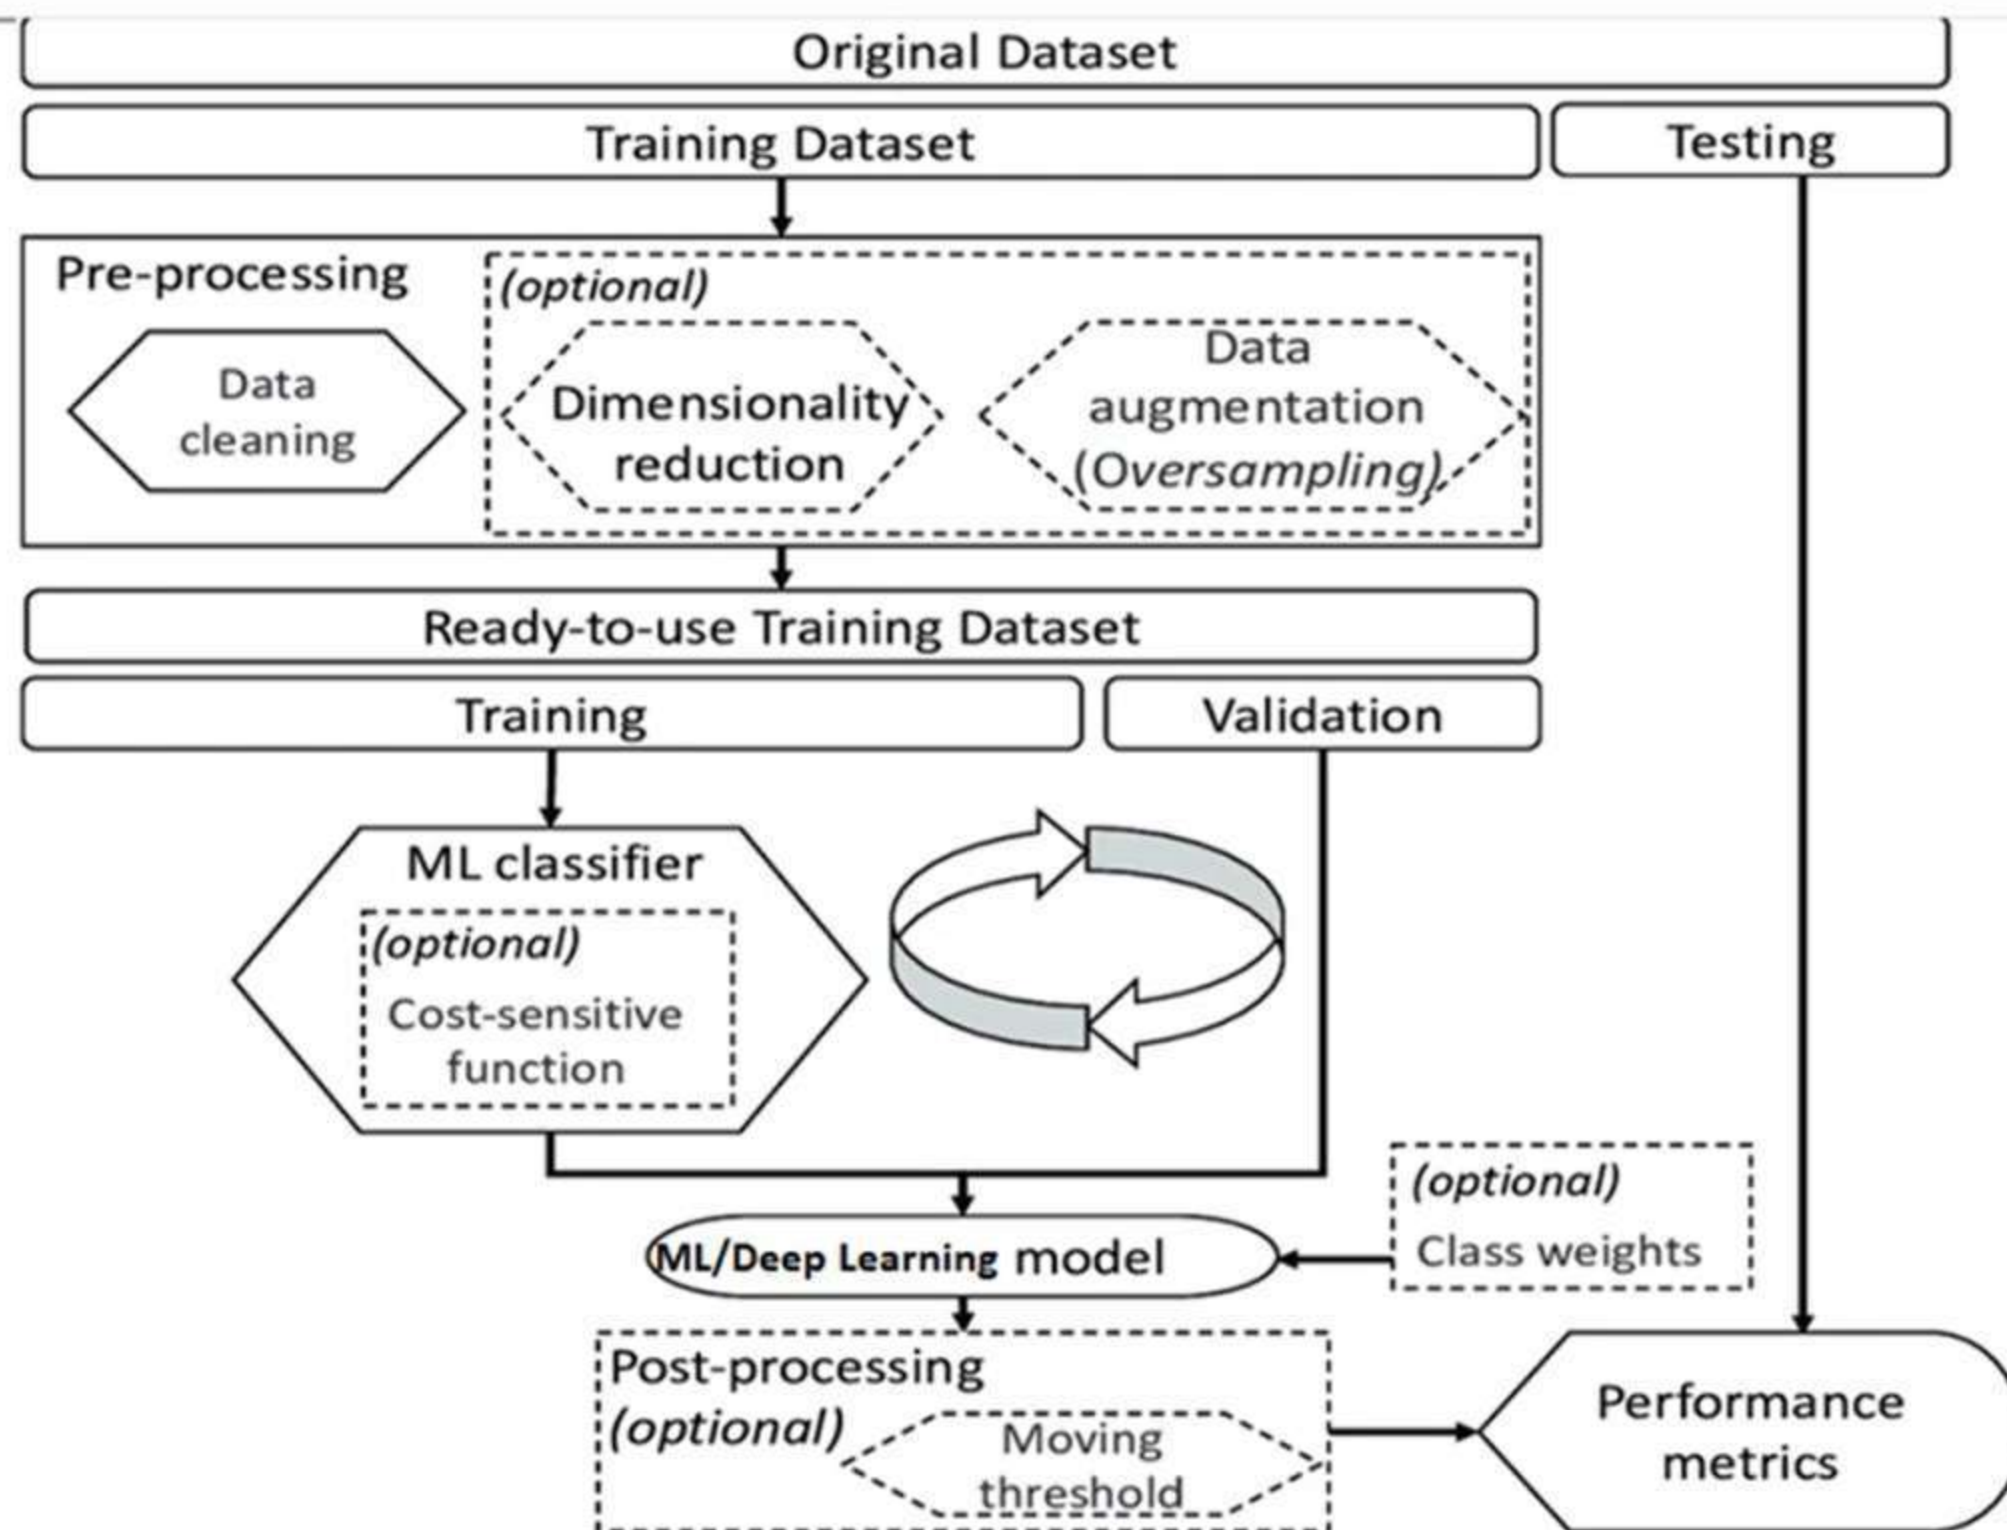 Original Dataset
Training Dataset
Testing
Pre-processing
(optional)
Data
cleaning
Dimensionality
reduction
Data
augmentation
(Oversampling)
Ready-to-use Training Dataset
Training
Validation
ML classifier
(optional)
Cost-sensitive
function
(optional)
Class weights
ML/Deep Learning model
Post-processing
(optional)
Moving
threshold
Performance
metrics